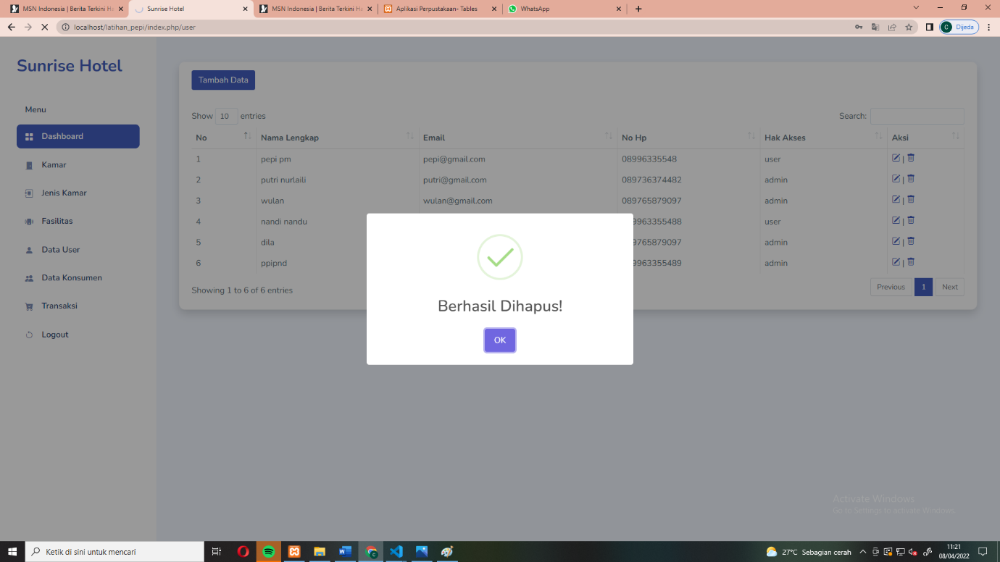 MSN Indonesia | Berita Terkini Ha
Sunrise Hotel
MSN Indonesia | Berita Terkini Ha
Aplikasi Perpustakaan- Tables
WhatsApp
localhost/latihan_pepi/index.php/user
C Dijeda
Sunrise Hotel
Menu
Dashboard
Kamar
Jenis Kamar
Fasilitas
Data User
Data Konsumen
Transaksi
Logout
Tambah Data
Show 10 entries
Search:
No Nama Lengkap Email No Hp Hak Akses Aksi
1 pepi pm pepi@gmail.com 08996335548 user |
2 putri nurlaili putri@gmail.com 089736374482 admin |
3 wulan wulan@gmail.com 089765879097 admin |
4 nandi nandu 9963355488 user |
5 dila 9765879097 admin |
6 ppipnd 9963355489 admin |
Showing 1 to 6 of 6 entries
Previous 1 Next
Berhasil Dihapus!
OK
Activate Windows
Go to Settings to activate Windows.
Ketik di sini untuk mencari
27°C Sebagian cerah
11:21
08/04/2022